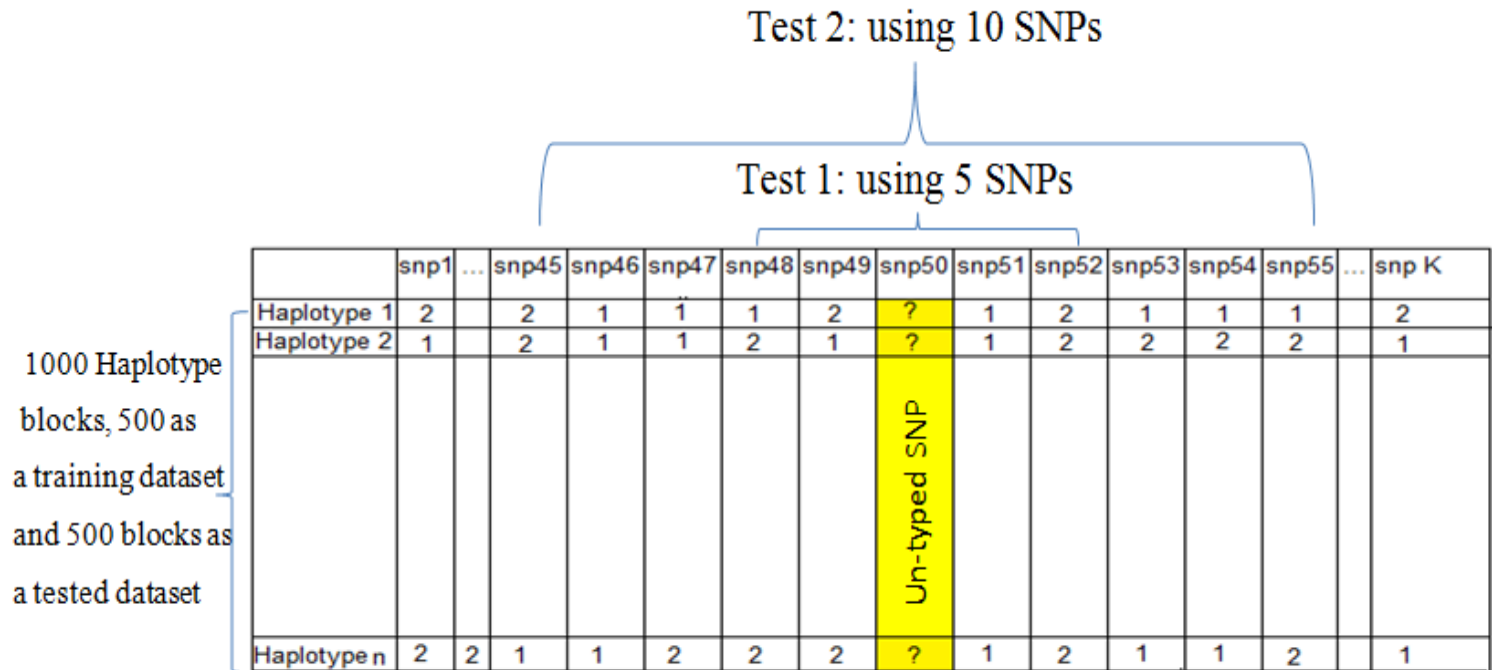 Test 2: using 10 SNPs
Test 1: using 5 SNPs
snp1 ... snp45 snp46 snp47 snp48 snp49 snp50 snp51 snp52 snp53 snp54 snp55 ... snp K
Haplotype 1 2 2 1 1 1 2 ? 1 2 1 1 1 2
Haplotype 2 1 2 1 1 2 1 ? 1 2 2 2 2 1
1000 Haplotype
blocks, 500 as
a training dataset
and 500 blocks as
a tested dataset
Un-typed SNP
Haplotype n 2 2 1 1 2 2 2 ? 1 2 1 1 2 1